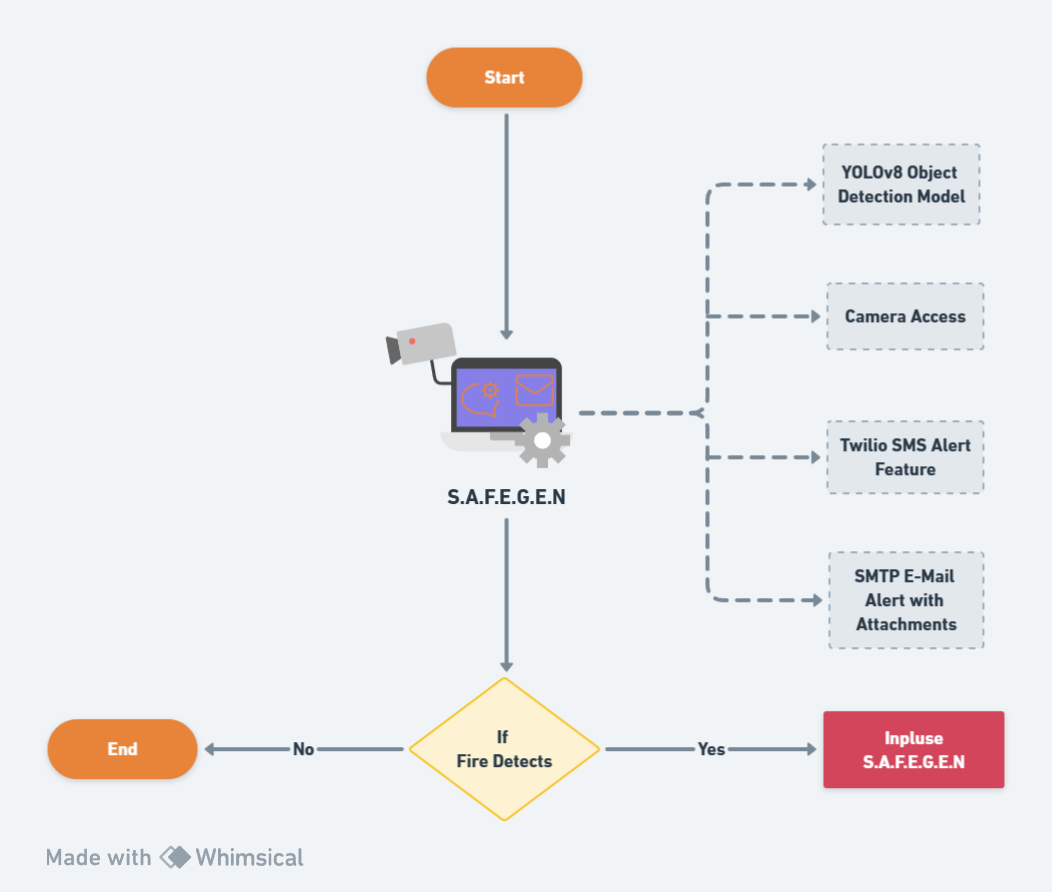 Start
YOLOv8 Object
Detection Model
Camera Access
Twilio SMS Alert
Feature
S.A.F.E.G.E.N
SMTP E-Mail
Alert with
Attachments
If
Fire Detects
No
End
Yes
Inpluse
S.A.F.E.G.E.N
Made with Whimsical